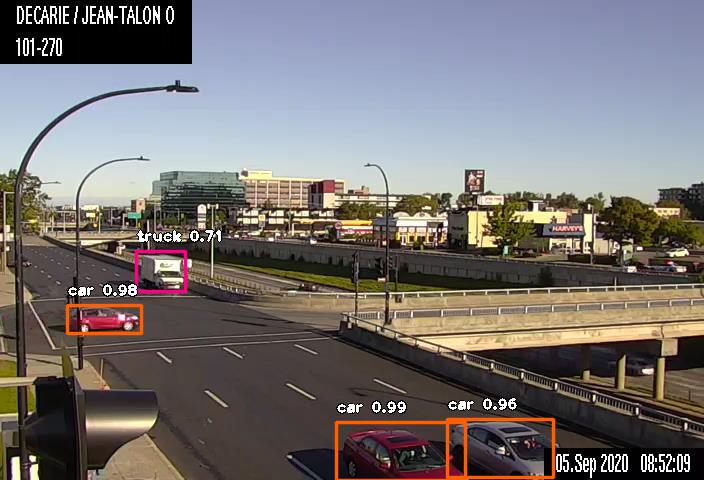 DECARIE / JEAN-TALON O
101-270
truck 0.71
car 0.98
HARVEY'S
car 0.99
car 0.96
05.Sep 2020 08:52:09